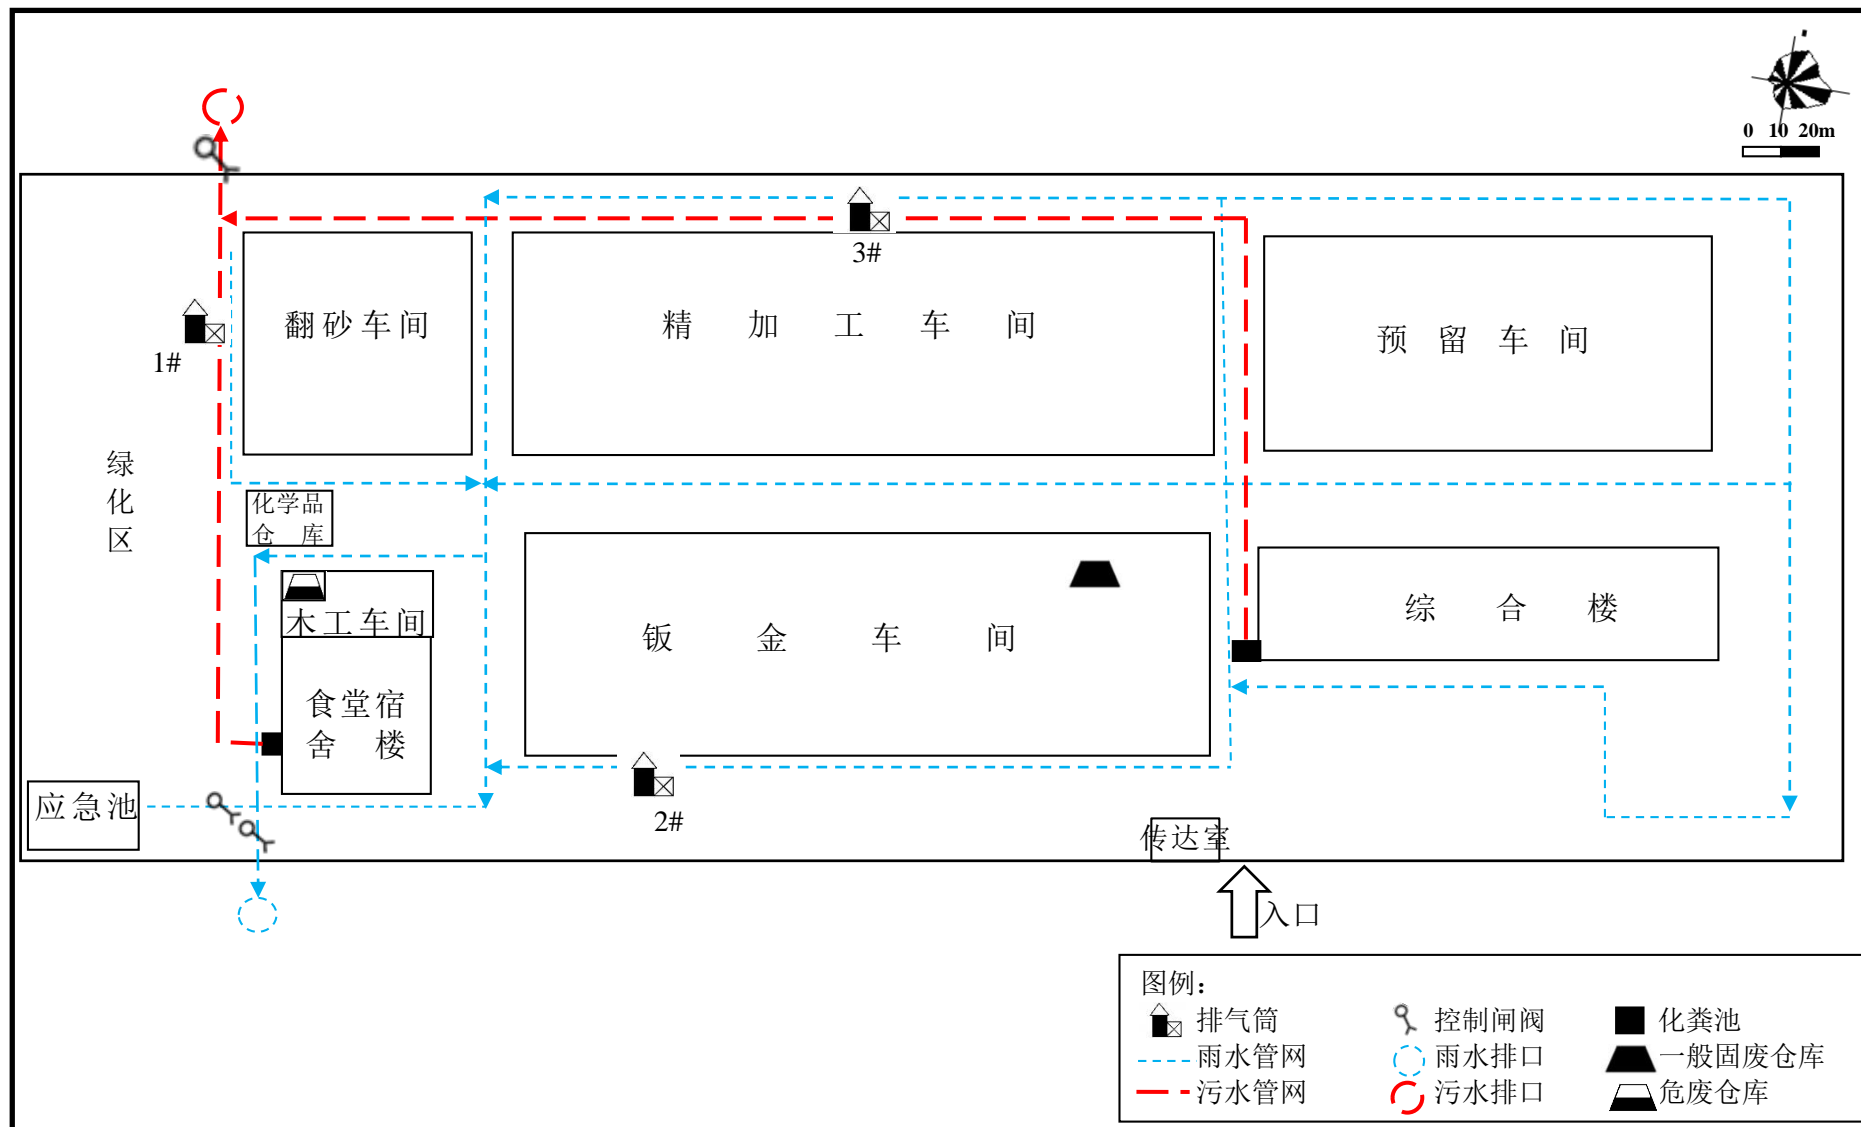 0 10 20m
3#
翻砂车间
精加工车间
预留车间
1#
绿
化
区
化学品
仓库
木工车间
钣金车间
综合楼
食堂宿
舍楼
应急池
2#
传达室
入口
图例：
排气筒
控制闸阀
化粪池
雨水管网
雨水排口
一般固废仓库
污水管网
污水排口
危废仓库